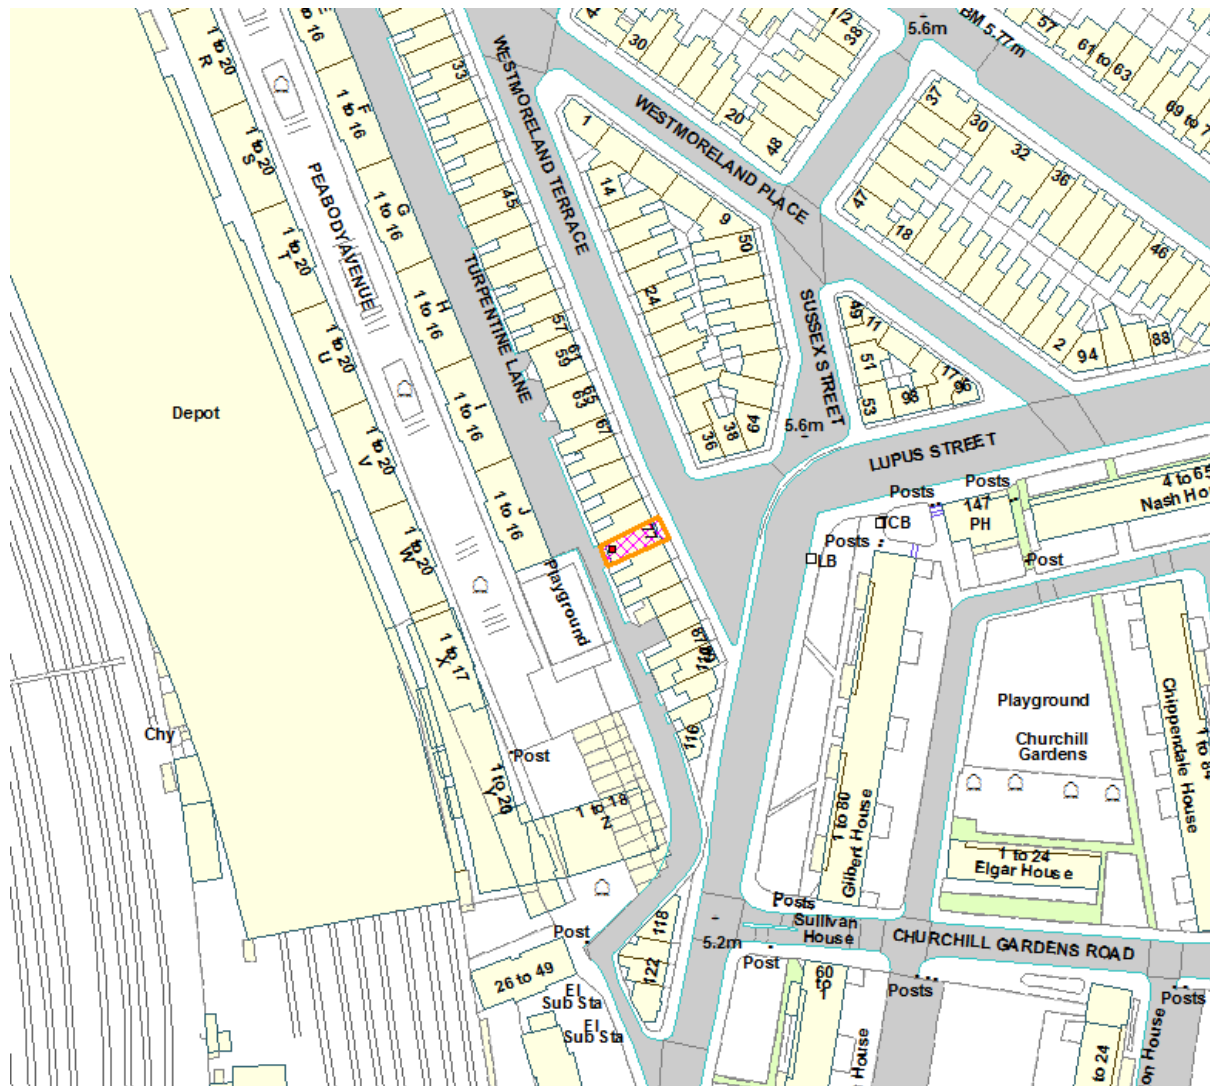 1 to 20
R
1 to 16
33
30
38
5.6m
BM 5.77m
57
61 to 63
69 to 7
WESTMORELAND TERRACE
WESTMORELAND PLACE
20
48
37
30
32
36
46
F
1 to 16
1 to 20
S
1
14
9
50
47
18
PEABODY AVENUE
G
1 to 16
45
24
1 to 20
T
TURPENTINE LANE
H
1 to 16
SUSSEX STREET
49
11
51
53
17
96
98
2
94
88
57
59
61
63
65
67
1 to 20
U
Depot
I
1 to 16
36
38
64
5.6m
LUPUS STREET
1 to 20
V
J
1 to 16
Posts
Posts
4 to 65
Nash Ho
147
PH
TCB
Posts
LB
Post
1 to 20
W
Playground
71
87
1 to 17
X
116
Playground
Churchill
Gardens
Chippendale House
1 to 84
Chy
Post
1 to 20
Y
1 to 18
Z
1 to 80
Gilbert House
1 to 24
Elgar House
Posts
Sullivan
House
CHURCHILL GARDENS ROAD
Post
118
122
5.2m
Post
26 to 49
El
Sub Sta
El
Sub Sta
60
to
1
Posts
Posts
House
to 24
on House